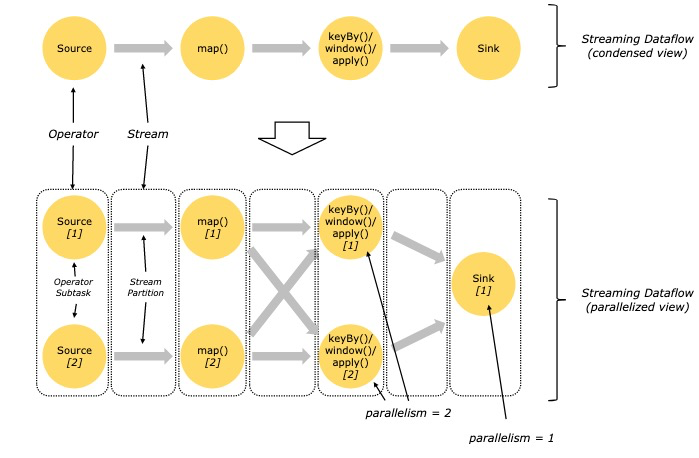 Source
map()
keyBy()/
window()/
apply()
Sink
Streaming Dataflow
(condensed view)
Operator
Stream
Source
[1]
map()
[1]
keyBy()/
window()/
apply()
[1]
Operator
Subtask
Stream
Partition
Sink
[1]
Streaming Dataflow
(parallelized view)
Source
[2]
map()
[2]
keyBy()/
window()/
apply()
[2]
parallelism = 2
parallelism = 1